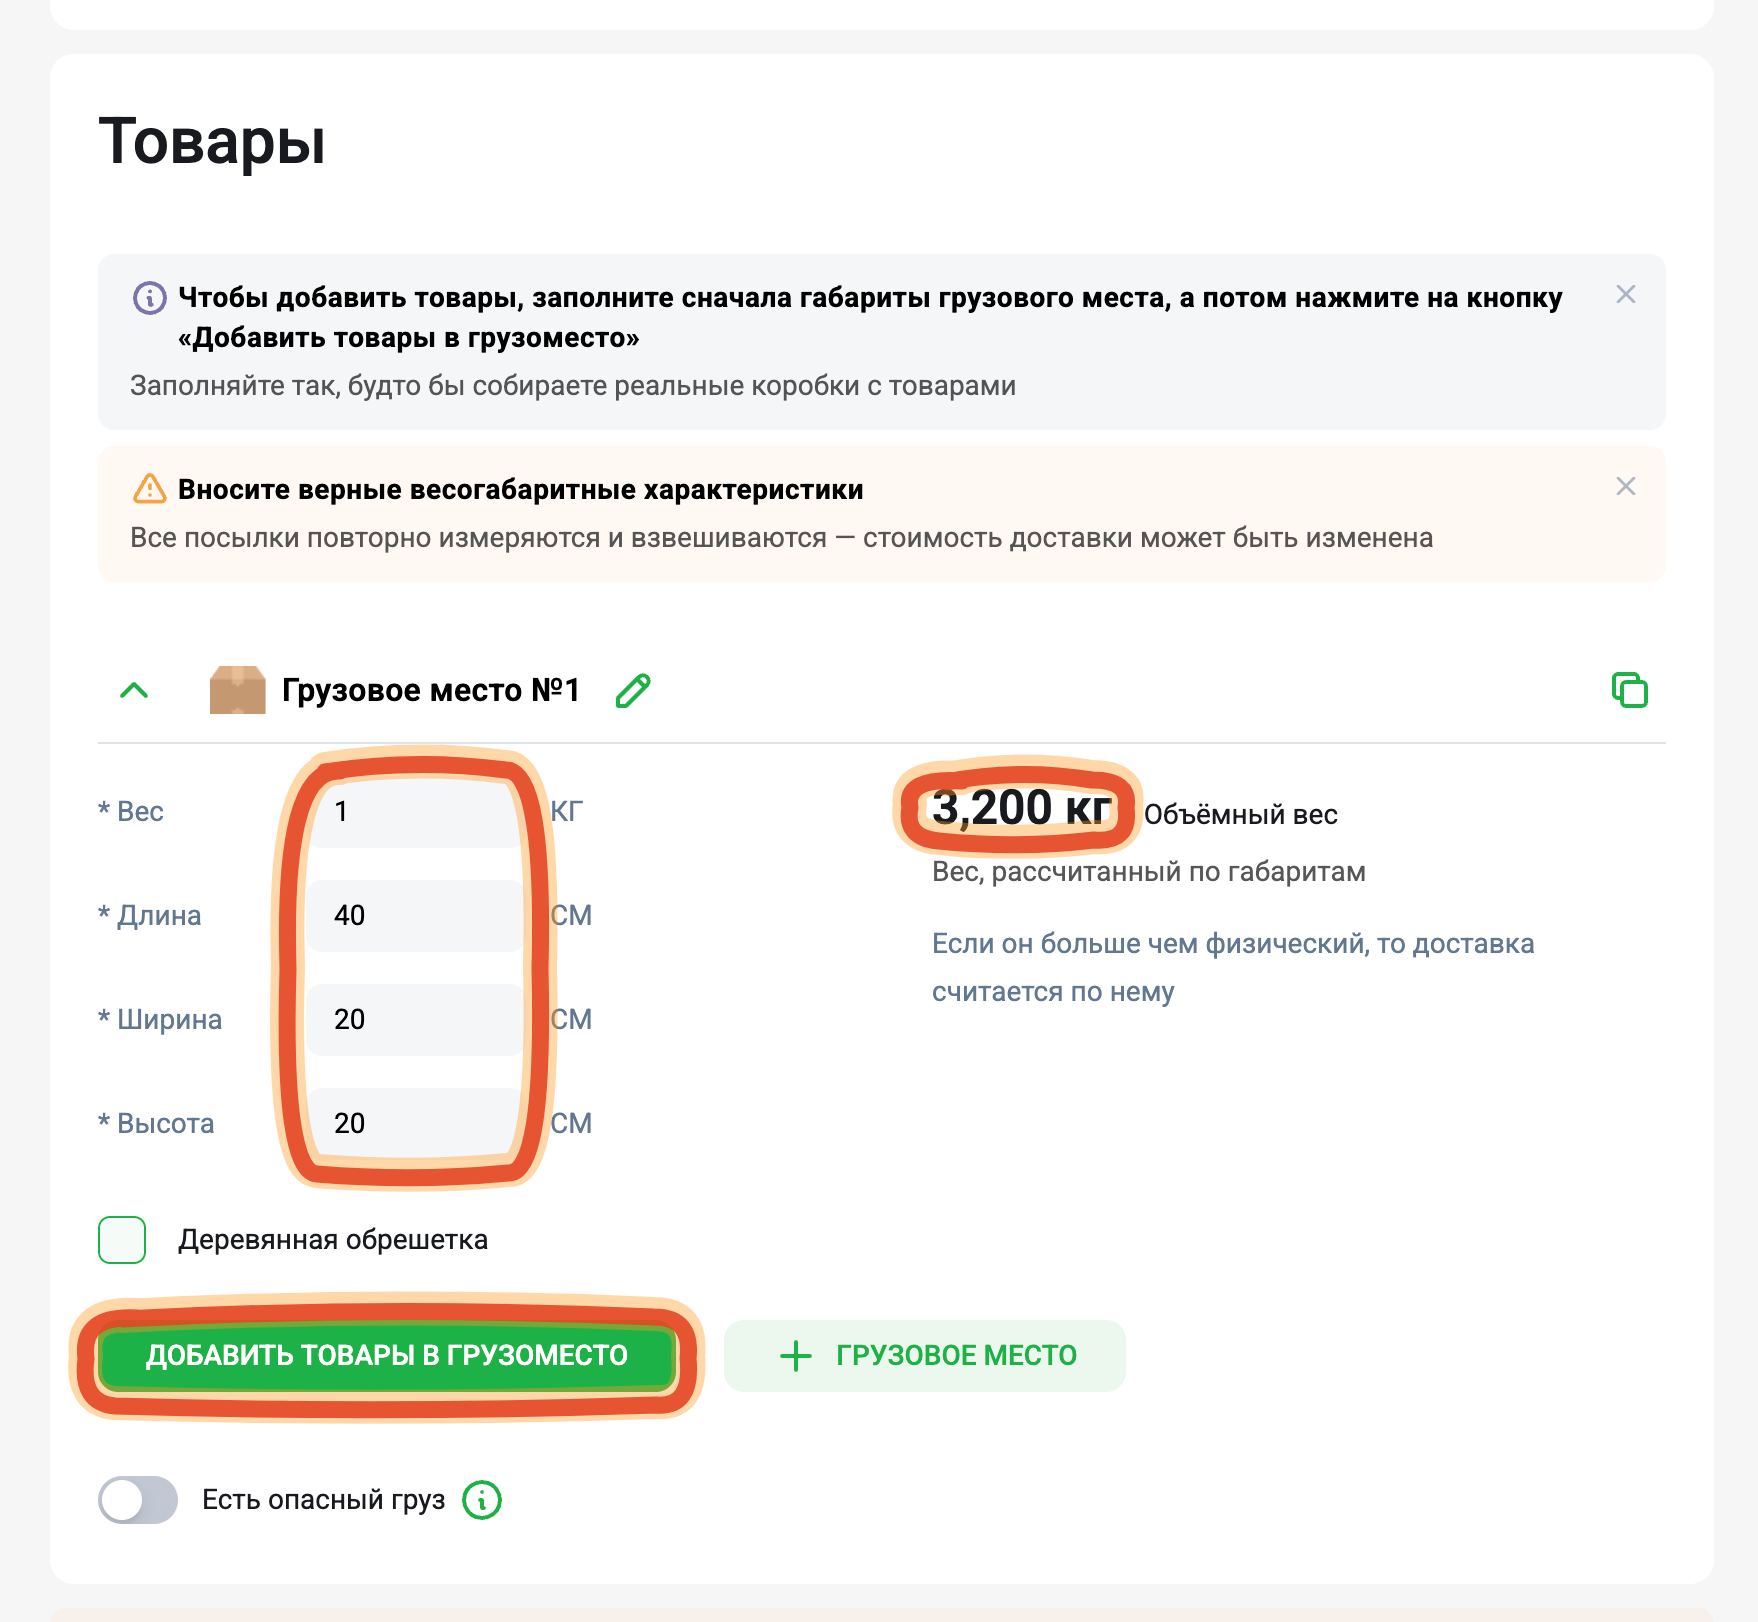 Товары
Чтобы добавить товары, заполните сначала габариты грузового места, а потом нажмите на кнопку
«Добавить товары в грузоместо»
Заполняйте так, будто бы собираете реальные коробки с товарами
Вносите верные весогабаритные характеристики
Все посылки повторно измеряются и взвешиваются — стоимость доставки может быть изменена
Грузовое место №1
* Вес 1 КГ
3,200 кг Объёмный вес
Вес, рассчитанный по габаритам
* Длина 40 СМ
Если он больше чем физический, то доставка
считается по нему
* Ширина 20 СМ
* Высота 20 СМ
Деревянная обрешетка
ДОБАВИТЬ ТОВАРЫ В ГРУЗОМЕСТО
ГРУЗОВОЕ МЕСТО
Есть опасный груз